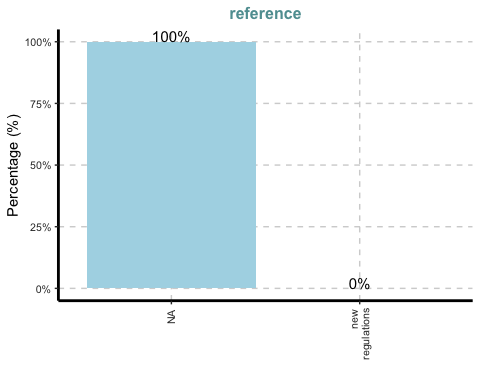 reference
100%
100%
75%
50%
25%
0%
0%
Percentage (%)
NA
new
regulations